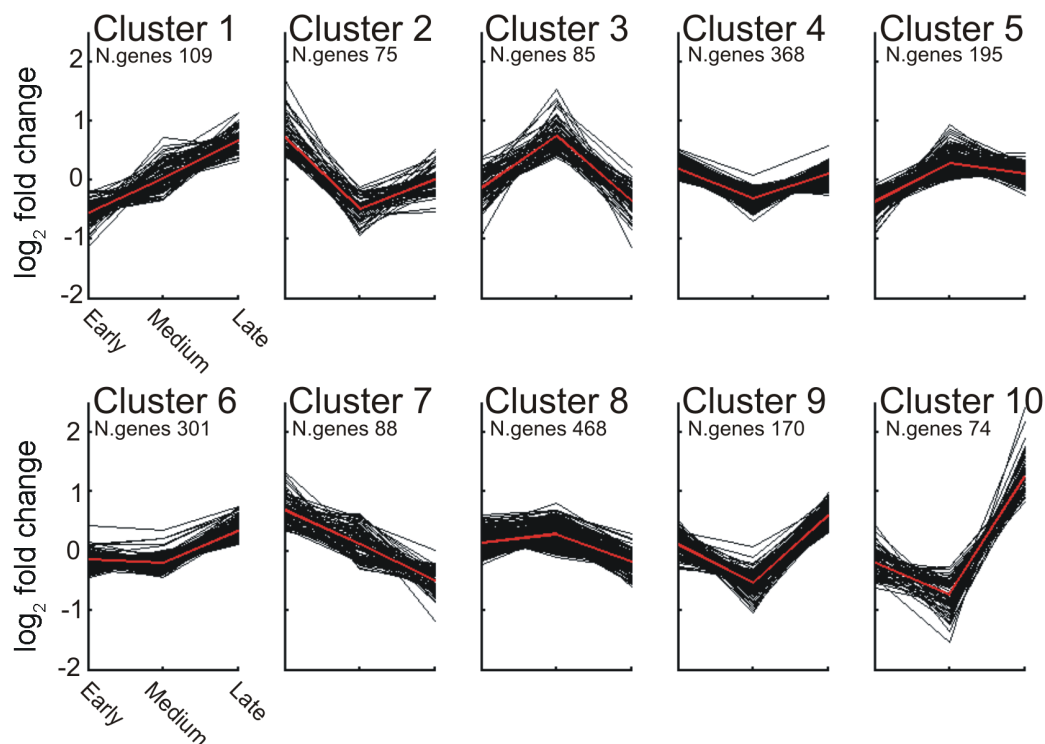 Cluster 1
Cluster 2
Cluster 3
Cluster 4
Cluster 5
N.genes 109
N.genes 75
N.genes 85
N.genes 368
N.genes 195
log2 fold change
2
1
0
-1
-2
Early
Medium
Late
Cluster 6
Cluster 7
Cluster 8
Cluster 9
Cluster 10
N.genes 301
N.genes 88
N.genes 468
N.genes 170
N.genes 74
log2 fold change
2
1
0
-1
-2
Early
Medium
Late